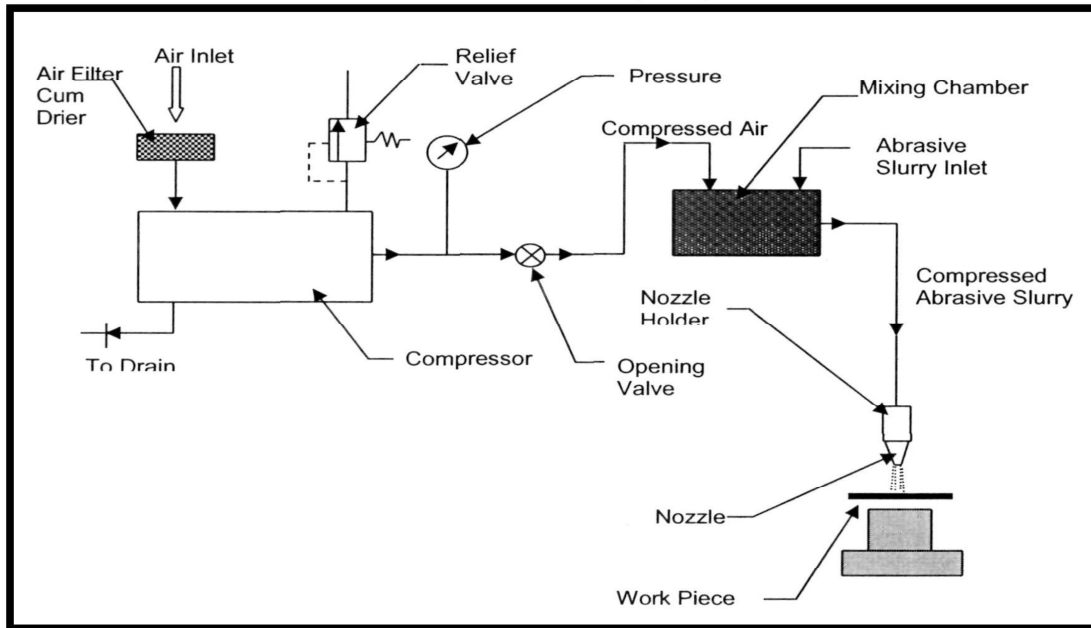 Air Inlet
Air Filter
Cum
Drier
Relief
Valve
Pressure
Mixing Chamber
Compressed Air
Abrasive
Slurry Inlet
Compressed
Abrasive Slurry
Nozzle
Holder
To Drain
Compressor
Opening
Valve
Nozzle
Work Piece